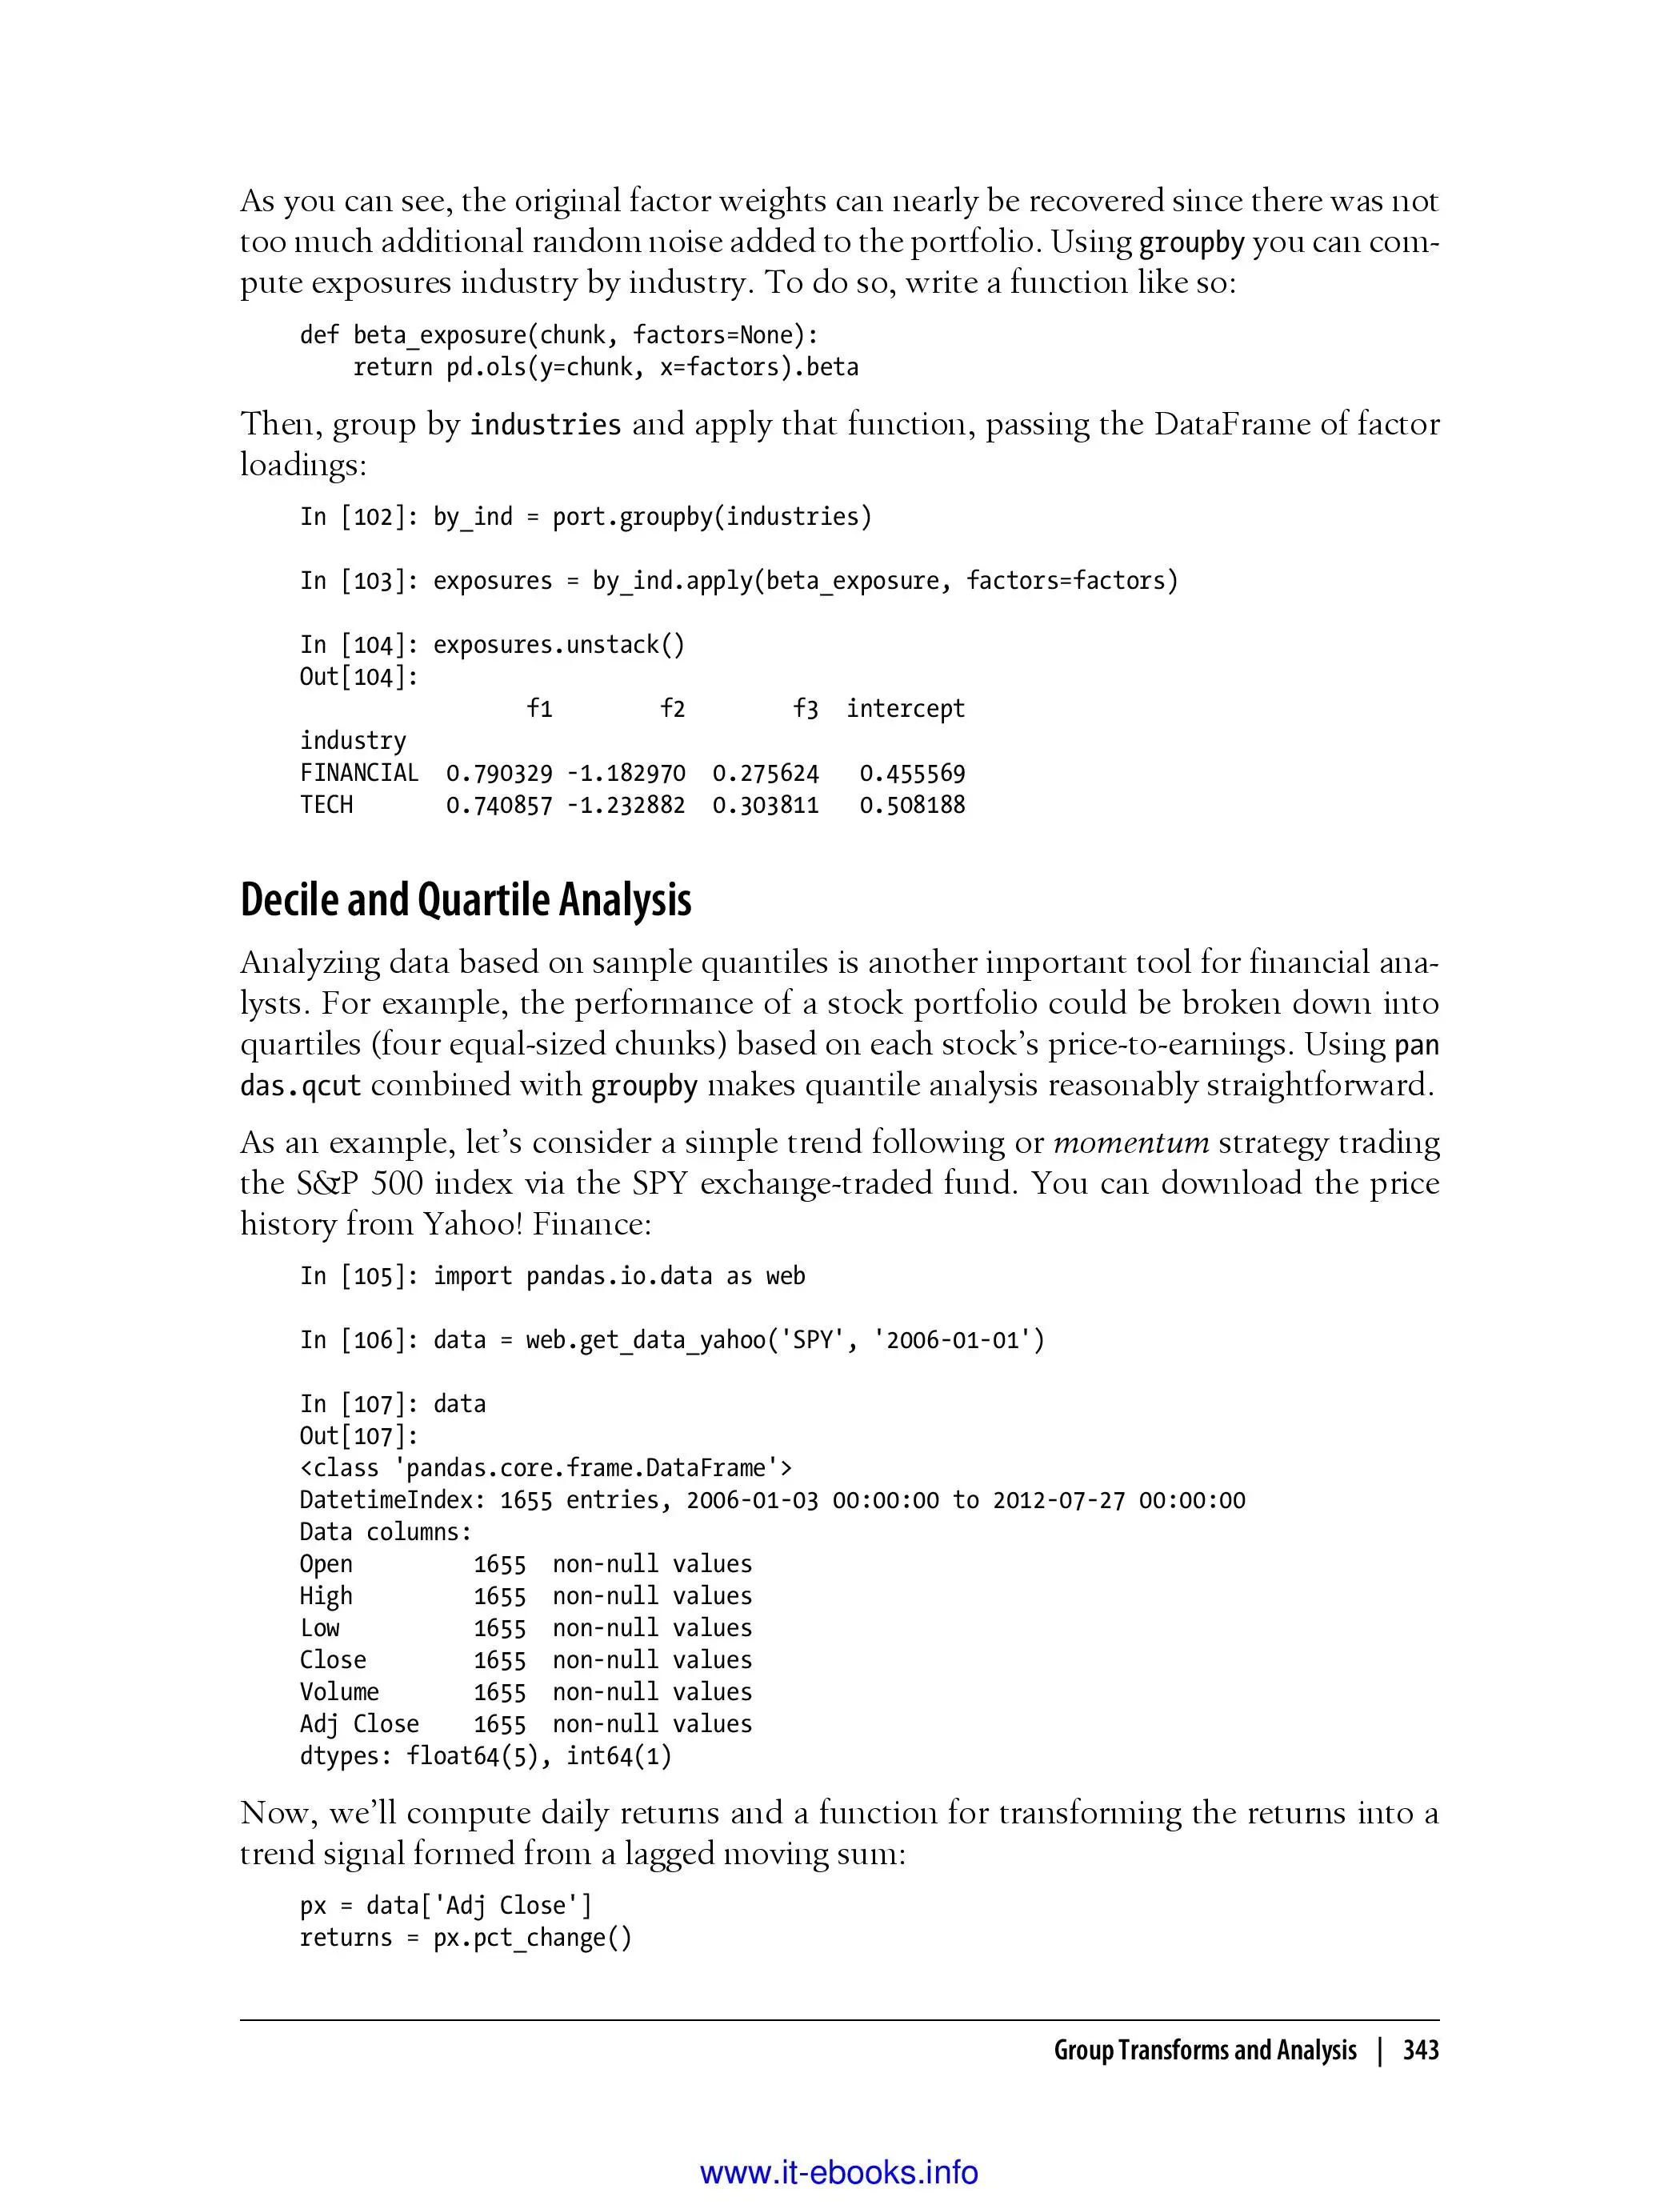 As you can see, the original factor weights can nearly be recovered since there was not
too much additional random noise added to the portfolio. Using groupby you can com-
pute exposures industry by industry. To do so, write a function like so:
def beta_exposure(chunk, factors=None):
    return pd.ols(y=chunk, x=factors).beta
Then, group by industries and apply that function, passing the DataFrame of factor
loadings:
In [102]: by_ind = port.groupby(industries)
In [103]: exposures = by_ind.apply(beta_exposure, factors=factors)
In [104]: exposures.unstack()
Out[104]:
                 f1        f2        f3  intercept
industry
FINANCIAL  0.790329 -1.182970  0.275624   0.455569
TECH       0.740857 -1.232882  0.303811   0.508188
Decile and Quartile Analysis
Analyzing data based on sample quantiles is another important tool for financial ana-
lysts. For example, the performance of a stock portfolio could be broken down into
quartiles (four equal-sized chunks) based on each stock’s price-to-earnings. Using pan
das.qcut combined with groupby makes quantile analysis reasonably straightforward.
As an example, let’s consider a simple trend following or momentum strategy trading
the S&P 500 index via the SPY exchange-traded fund. You can download the price
history from Yahoo! Finance:
In [105]: import pandas.io.data as web
In [106]: data = web.get_data_yahoo('SPY', '2006-01-01')
In [107]: data
Out[107]:
<class 'pandas.core.frame.DataFrame'>
DatetimeIndex: 1655 entries, 2006-01-03 00:00:00 to 2012-07-27 00:00:00
Data columns:
Open         1655  non-null values
High         1655  non-null values
Low          1655  non-null values
Close        1655  non-null values
Volume       1655  non-null values
Adj Close    1655  non-null values
dtypes: float64(5), int64(1)
Now, we’ll compute daily returns and a function for transforming the returns into a
trend signal formed from a lagged moving sum:
px = data['Adj Close']
returns = px.pct_change()
Group Transforms and Analysis | 343
www.it-ebooks.info